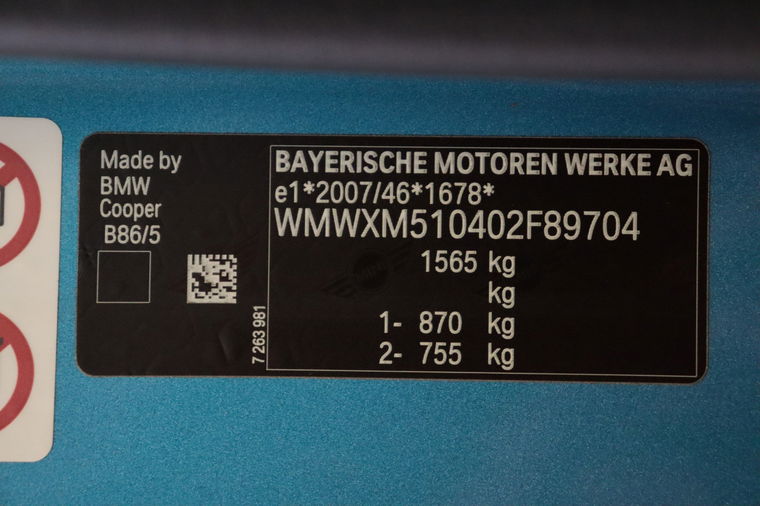 Made by
BMW
Cooper
B86/5
7 263 981
BAYERISCHE MOTOREN WERKE AG
e1*2007/46*1678*
WMWXM510402F89704
1565 kg
kg
1- 870 kg
2- 755 kg